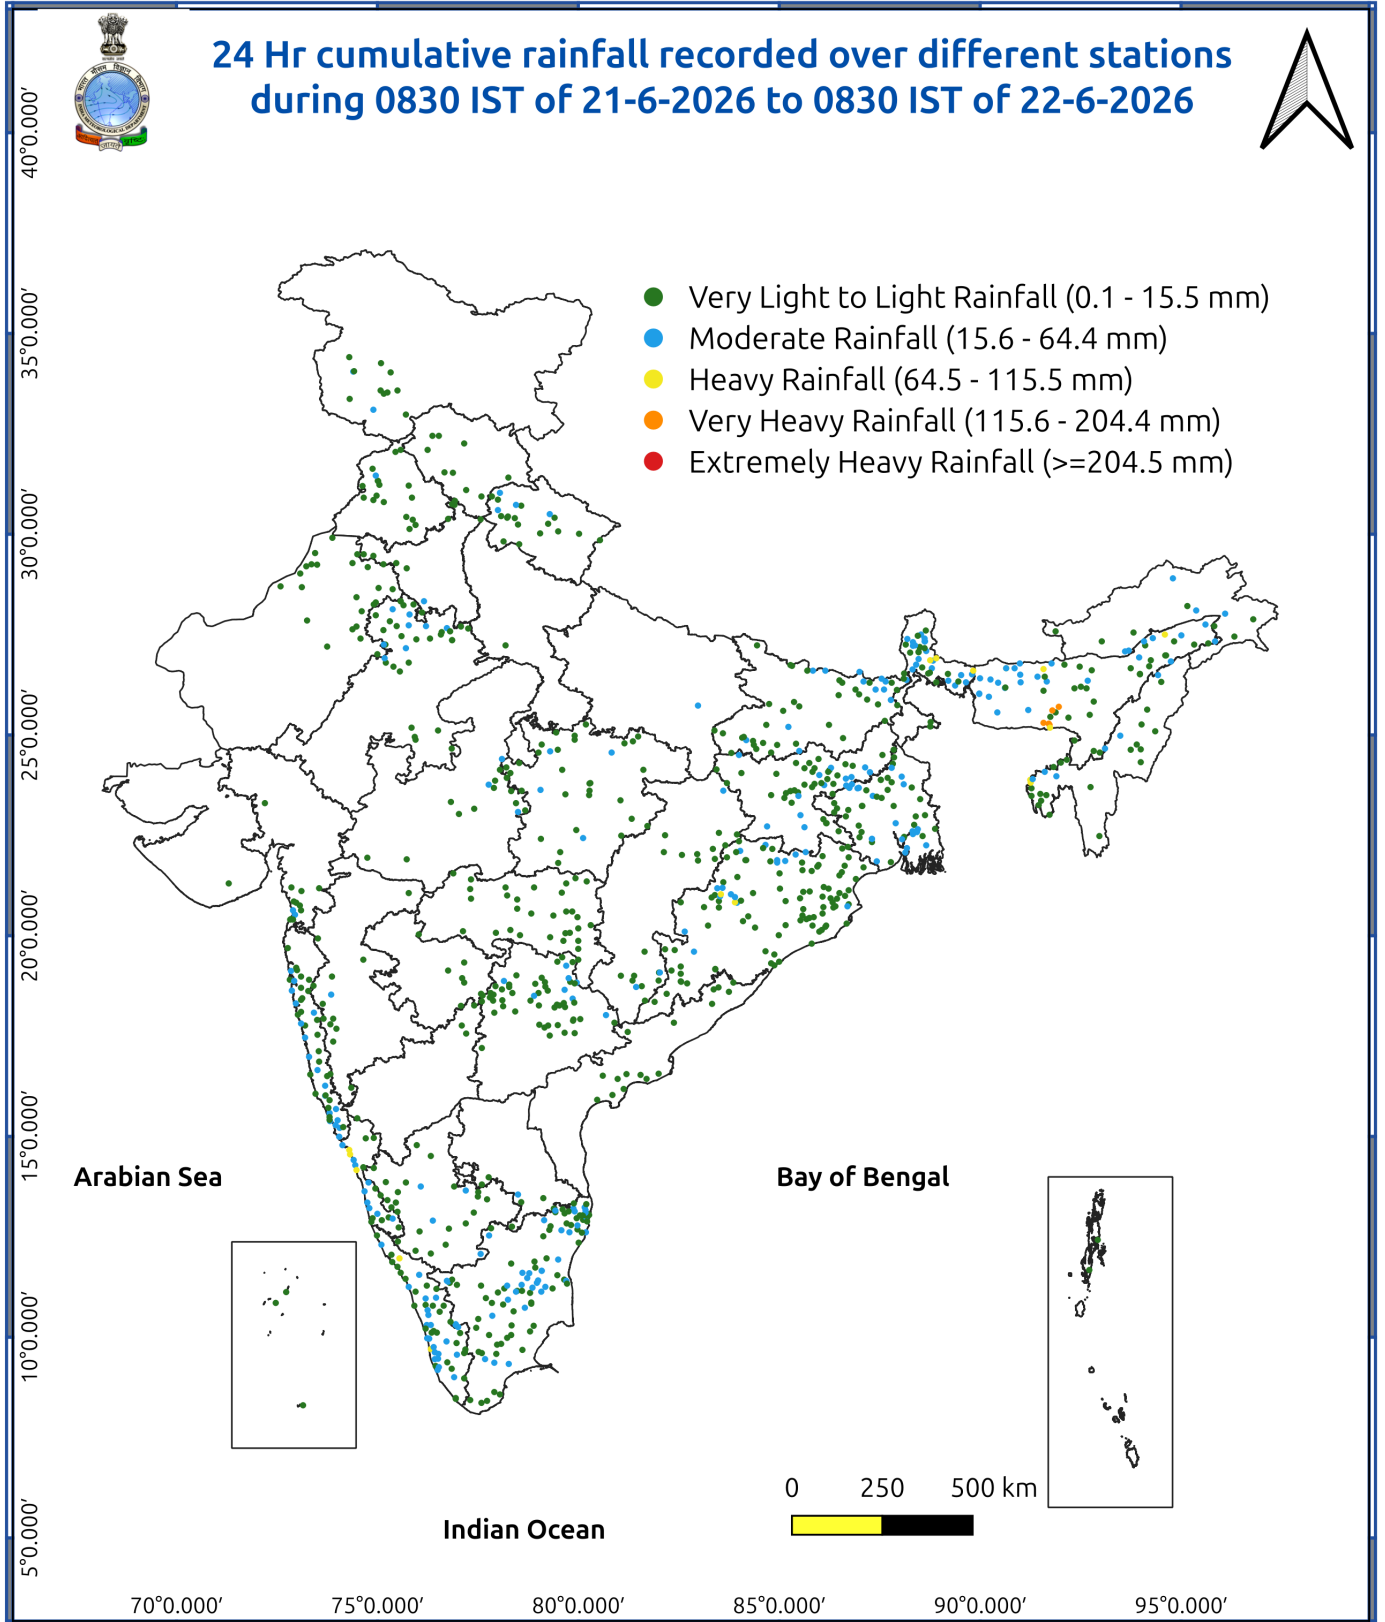 24 Hr cumulative rainfall recorded over different stations
during 0830 IST of 21-6-2026 to 0830 IST of 22-6-2026
Very Light to Light Rainfall (0.1 - 15.5 mm)
Moderate Rainfall (15.6 - 64.4 mm)
Heavy Rainfall (64.5 - 115.5 mm)
Very Heavy Rainfall (115.6 - 204.4 mm)
Extremely Heavy Rainfall (>=204.5 mm)
40°0.000′
35°0.000′
30°0.000′
25°0.000′
20°0.000′
15°0.000′
10°0.000′
5°0.000′
Arabian Sea
Bay of Bengal
Indian Ocean
0 250 500 km
70°0.000′ 75°0.000′ 80°0.000′ 85°0.000′ 90°0.000′ 95°0.000′